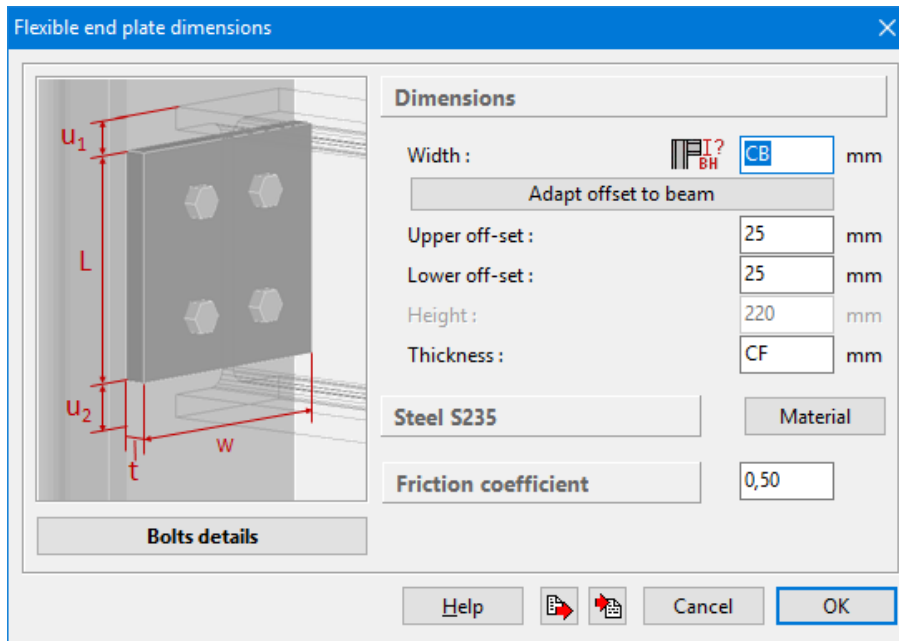 Flexible end plate dimensions
u1
L
u2
t
w
Bolts details
Dimensions
Width : I? BH CB mm
Adapt offset to beam
Upper off-set : 25 mm
Lower off-set : 25 mm
Height : 220 mm
Thickness : CF mm
Steel S235 Material
Friction coefficient 0,50
Help Cancel OK